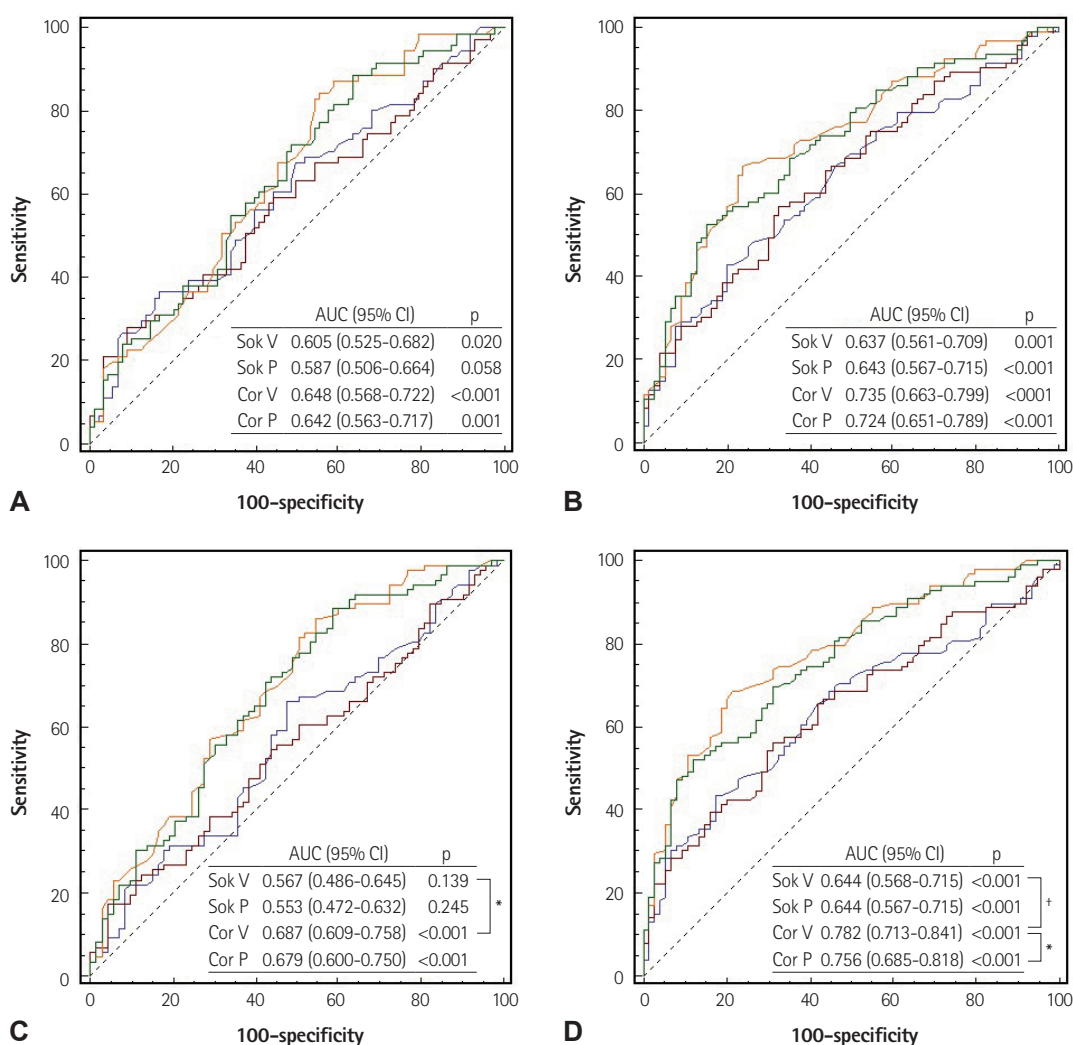 100
80
60
40
20
0
Sensitivity
AUC (95% CI) p
Sok V 0.605 (0.525–0.682) 0.020
Sok P 0.587 (0.506–0.664) 0.058
Cor V 0.648 (0.568–0.722) <0.001
Cor P 0.642 (0.563–0.717) 0.001
0 20 40 60 80 100
100–specificity
A
100
80
60
40
20
0
Sensitivity
AUC (95% CI) p
Sok V 0.637 (0.561–0.709) 0.001
Sok P 0.643 (0.567–0.715) <0.001
Cor V 0.735 (0.663–0.799) <0001
Cor P 0.724 (0.651–0.789) <0.001
0 20 40 60 80 100
100–specificity
B
100
80
60
40
20
0
Sensitivity
AUC (95% CI) p
Sok V 0.567 (0.486–0.645) 0.139
Sok P 0.553 (0.472–0.632) 0.245
*
Cor V 0.687 (0.609–0.758) <0.001
Cor P 0.679 (0.600–0.750) <0.001
0 20 40 60 80 100
100–specificity
C
100
80
60
40
20
0
Sensitivity
AUC (95% CI) p
Sok V 0.644 (0.568–0.715) <0.001
†
Sok P 0.644 (0.567–0.715) <0.001
Cor V 0.782 (0.713–0.841) <0.001
*
Cor P 0.756 (0.685–0.818) <0.001
0 20 40 60 80 100
100–specificity
D